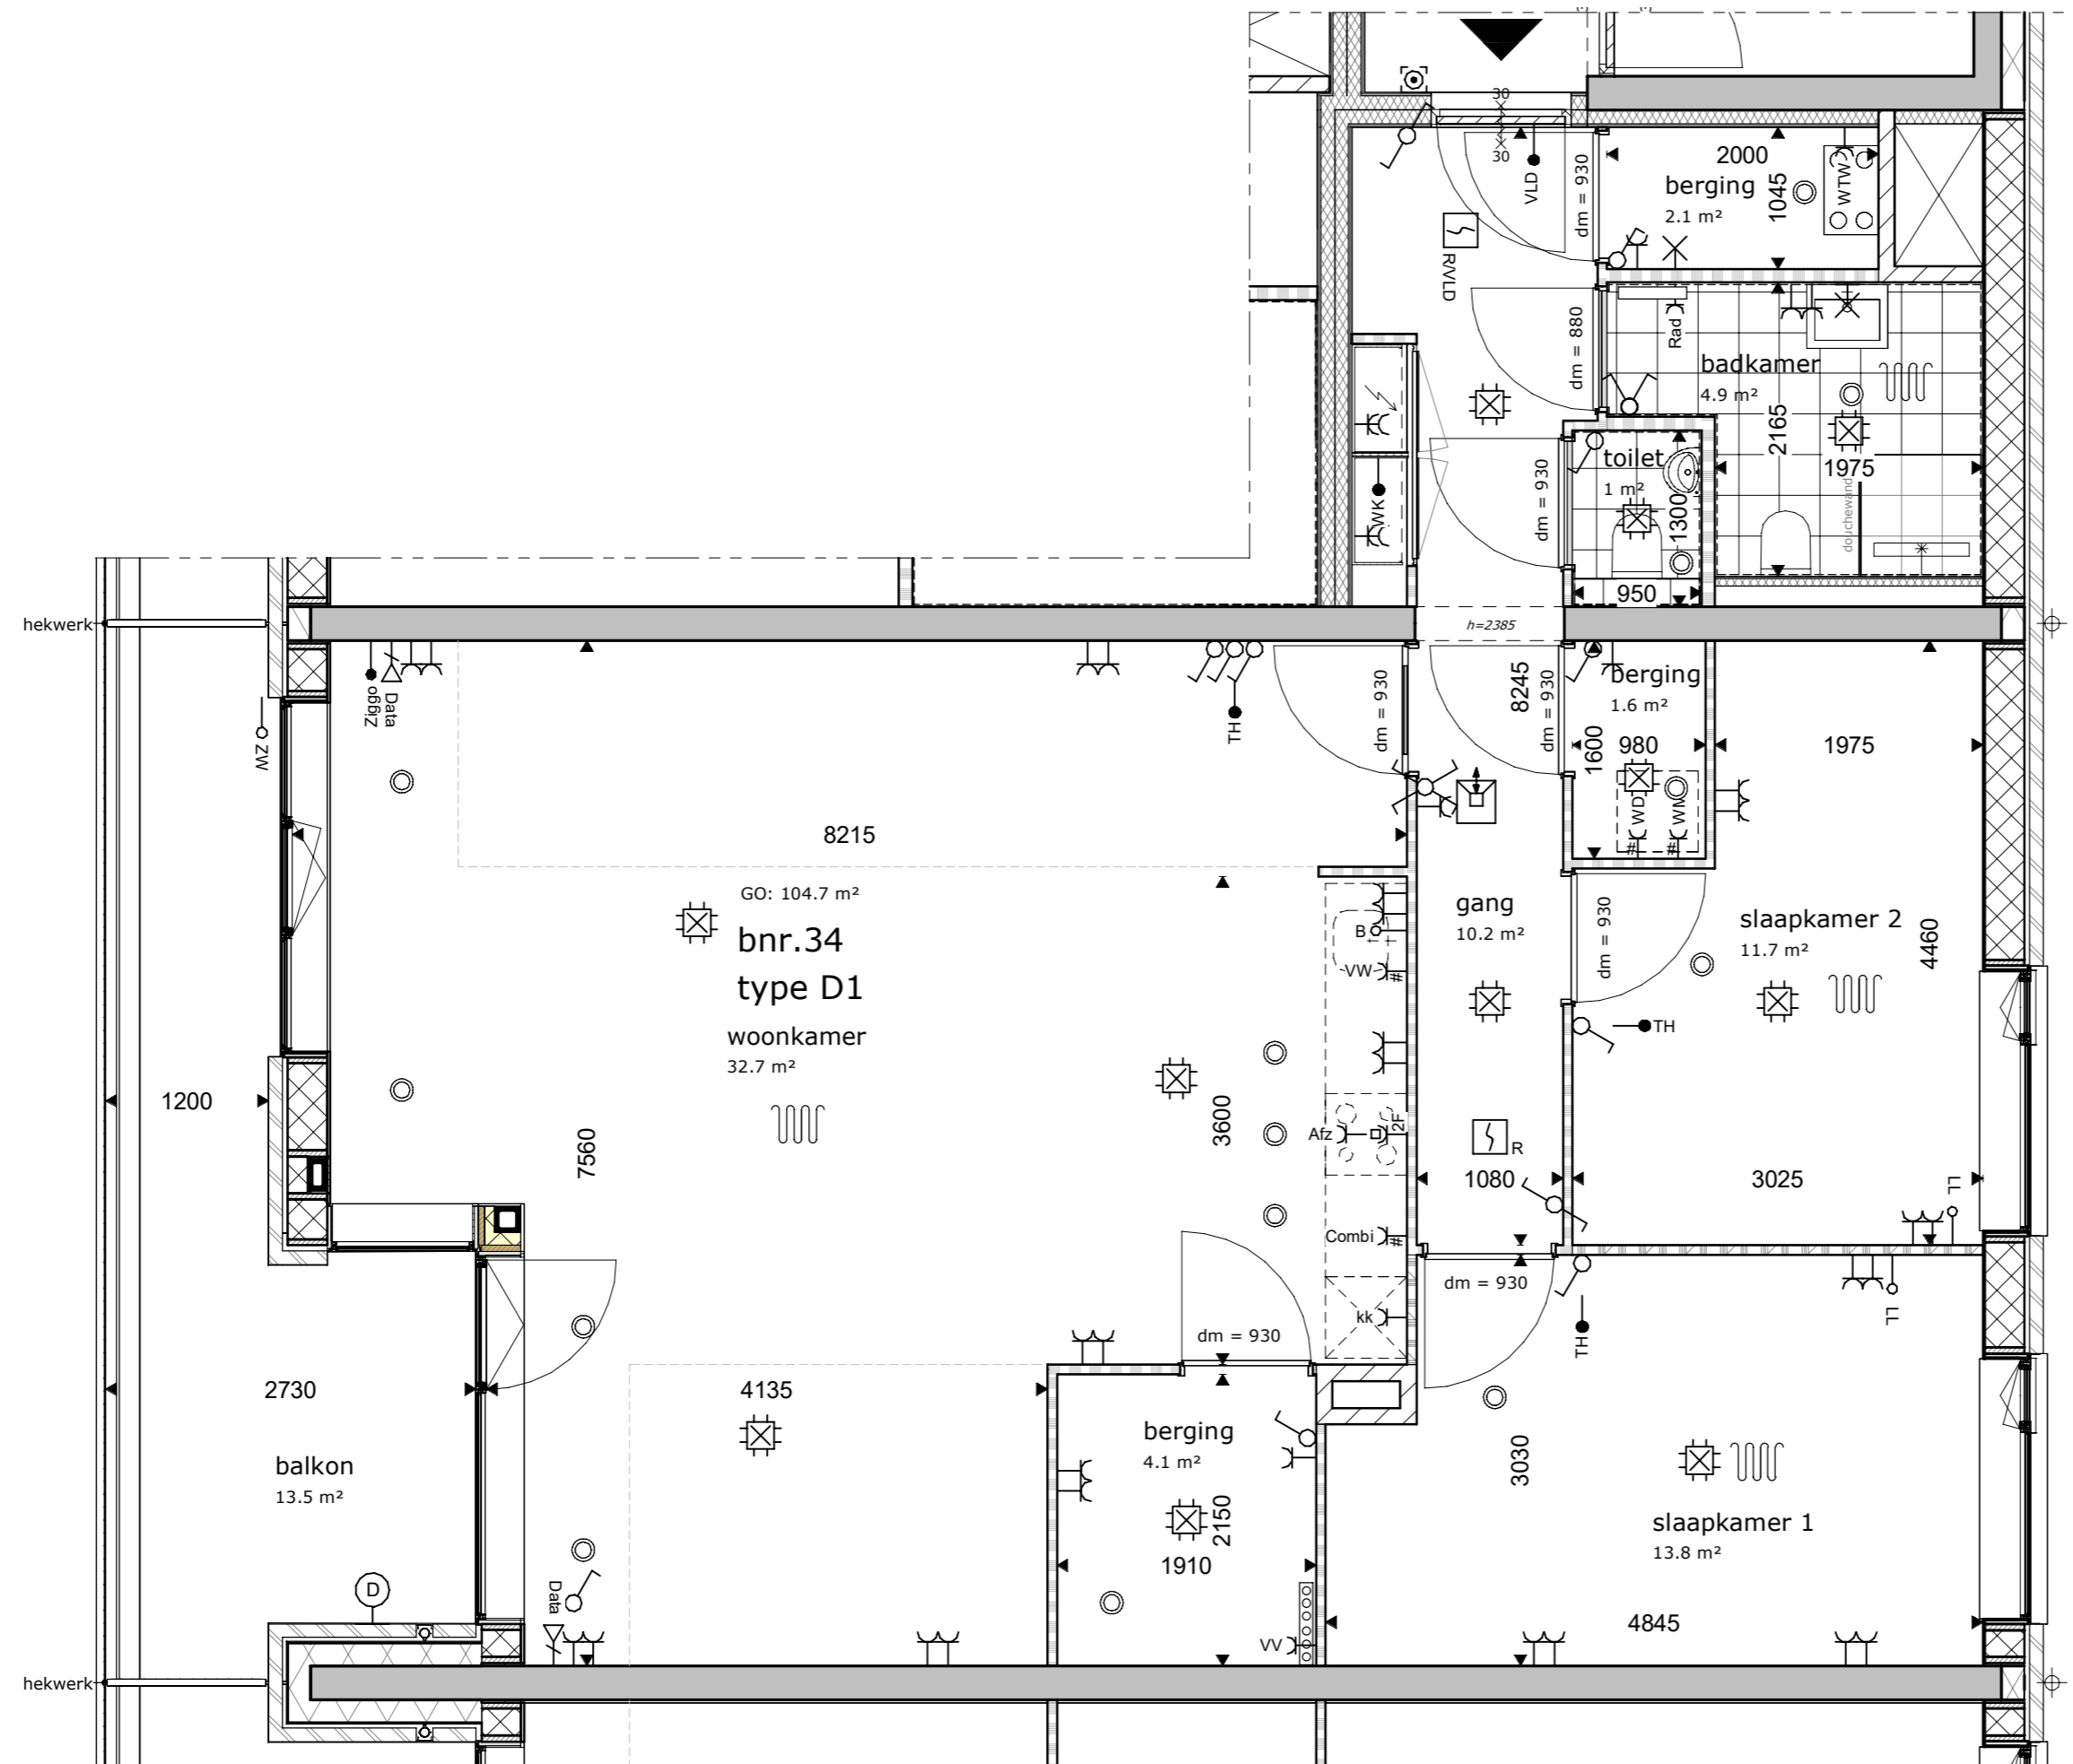 30
30
VLD
dm = 930
2000
berging
2.1 m²
1045
WTW
R/VLD
dm = 880
Rad
badkamer
4.9 m²
2165
1975
douchewand
dm = 930
toilet
1 m²
1300
950
WK
hekwerk
h=2385
Ziggo
Data
ZW
TH
dm = 930
8245
dm = 930
berging
1.6 m²
1600
980
WD
WM
1975
8215
GO: 104.7 m²
bnr.34
type D1
woonkamer
32.7 m²
B
VW
gang
10.2 m²
dm = 930
slaapkamer 2
11.7 m²
4460
TH
1200
7560
3600
Afz
2F
R
1080
3025
LL
Combi
kk
dm = 930
dm = 930
TH
LL
2730
4135
balkon
13.5 m²
berging
4.1 m²
2150
1910
3030
slaapkamer 1
13.8 m²
D
Data
VV
4845
hekwerk